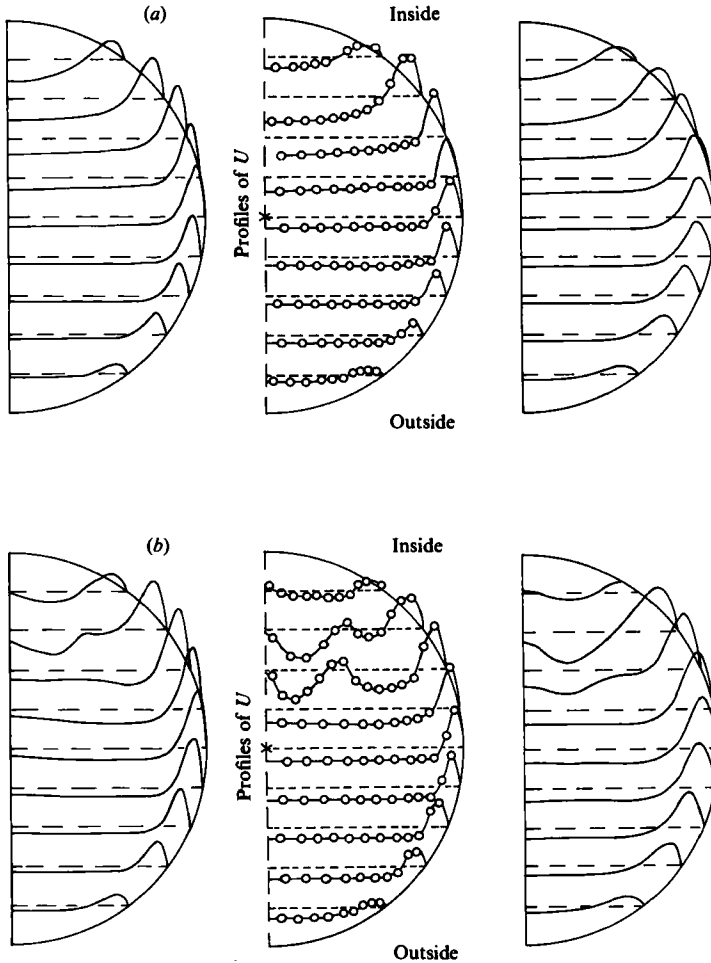 (a)
Inside
Profiles of U
Outside
(b)
Inside
Profiles of U
Outside